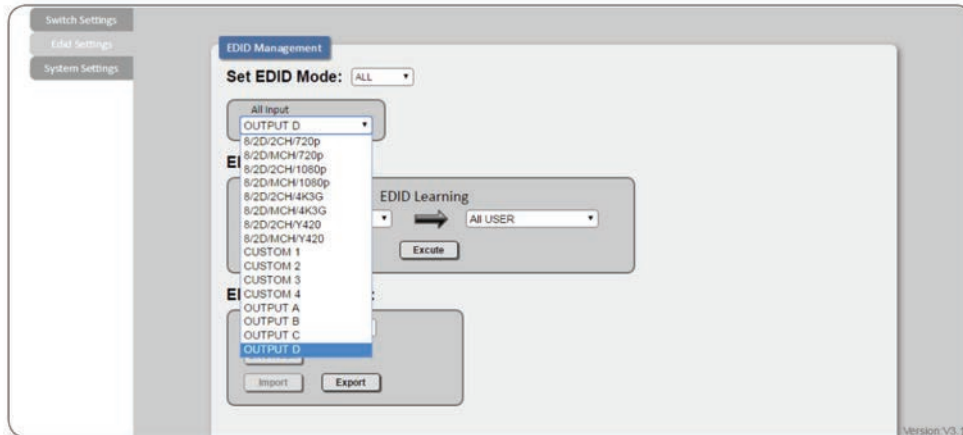 Switch Settings
Edid Settings
System Settings
EDID Management
Set EDID Mode: ALL
All Input
OUTPUT D
8/2D/2CH/720p
8/2D/MCH/720p
8/2D/2CH/1080p
8/2D/MCH/1080p
8/2D/2CH/4K3G
8/2D/MCH/4K3G
8/2D/2CH/Y420
8/2D/MCH/Y420
CUSTOM 1
CUSTOM 2
CUSTOM 3
CUSTOM 4
OUTPUT A
OUTPUT B
OUTPUT C
OUTPUT D
EDID Learning
All USER
Excute
Import Export